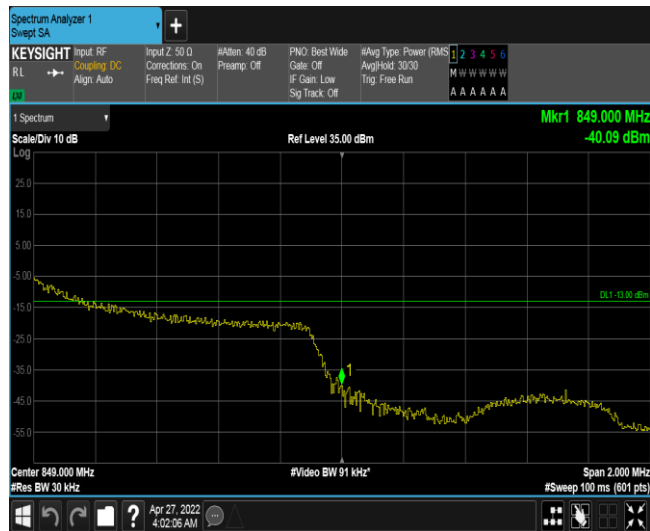 Spectrum Analyzer 1
Swept SA
+
KEYSIGHT
RL
Input: RF
Coupling: DC
Align: Auto
Input Z: 50 Ω
Corrections: On
Freq Ref: Int (S)
#Atten: 40 dB
Preamp: Off
PNO: Best Wide
Gate: Off
IF Gain: Low
Sig Track: Off
#Avg Type: Power (RMS
Avg|Hold: 30/30
Trig: Free Run
1 2 3 4 5 6
M W W W W W
A A A A A A
1 Spectrum
Mkr1 849.000 MHz
Scale/Div 10 dB
Ref Level 35.00 dBm
-40.09 dBm
Log
25.0
15.0
5.00
-5.00
DL1 -13.00 dBm
-15.0
-25.0
-35.0
1
-45.0
-55.0
Center 849.000 MHz
#Video BW 91 kHz*
Span 2.000 MHz
#Res BW 30 kHz
#Sweep 100 ms (601 pts)
?
Apr 27, 2022
4:02:06 AM